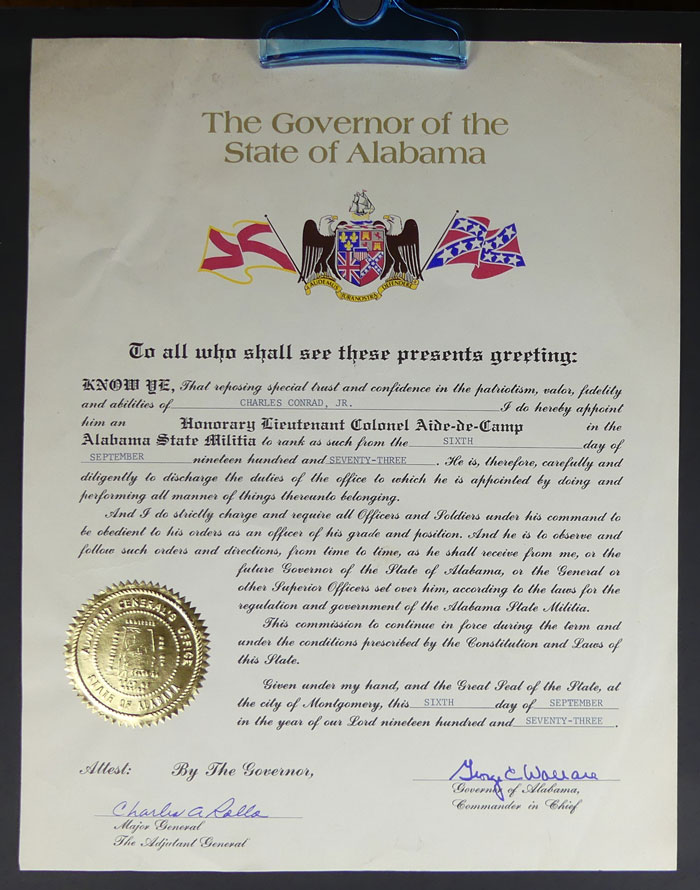 The Governor of the
State of Alabama
AUDEMUS JURA NOSTRA DEFENDERE
To all who shall see these presents greeting:
KNOW YE, That reposing special trust and confidence in the patriotism, valor, fidelity
and abilities of CHARLES CONRAD, JR. I do hereby appoint
him an Honorary Lieutenant Colonel Aide-de-Camp in the
Alabama State Militia to rank as such from the SIXTH day of
SEPTEMBER nineteen hundred and SEVENTY-THREE. He is, therefore, carefully and
diligently to discharge the duties of the office to which he is appointed by doing and
performing all manner of things thereunto belonging.
And I do strictly charge and require all Officers and Soldiers under his command to
be obedient to his orders as an officer of his grade and position. And he is to observe and
follow such orders and directions, from time to time, as he shall receive from me, or the
future Governor of the State of Alabama, or the General or
other Superior Officers set over him, according to the laws for the
regulation and government of the Alabama State Militia.
This commission to continue in force during the term and
under the conditions prescribed by the Constitution and Laws of
this State.
Given under my hand, and the Great Seal of the State, at
the city of Montgomery, this SIXTH day of SEPTEMBER
in the year of our Lord nineteen hundred and SEVENTY-THREE.
ADJUTANT GENERAL'S OFFICE
STATE OF ALABAMA
Attest: By The Governor,
George C Wallace
Governor of Alabama,
Commander in Chief
Charles A Rollo
Major General
The Adjutant General